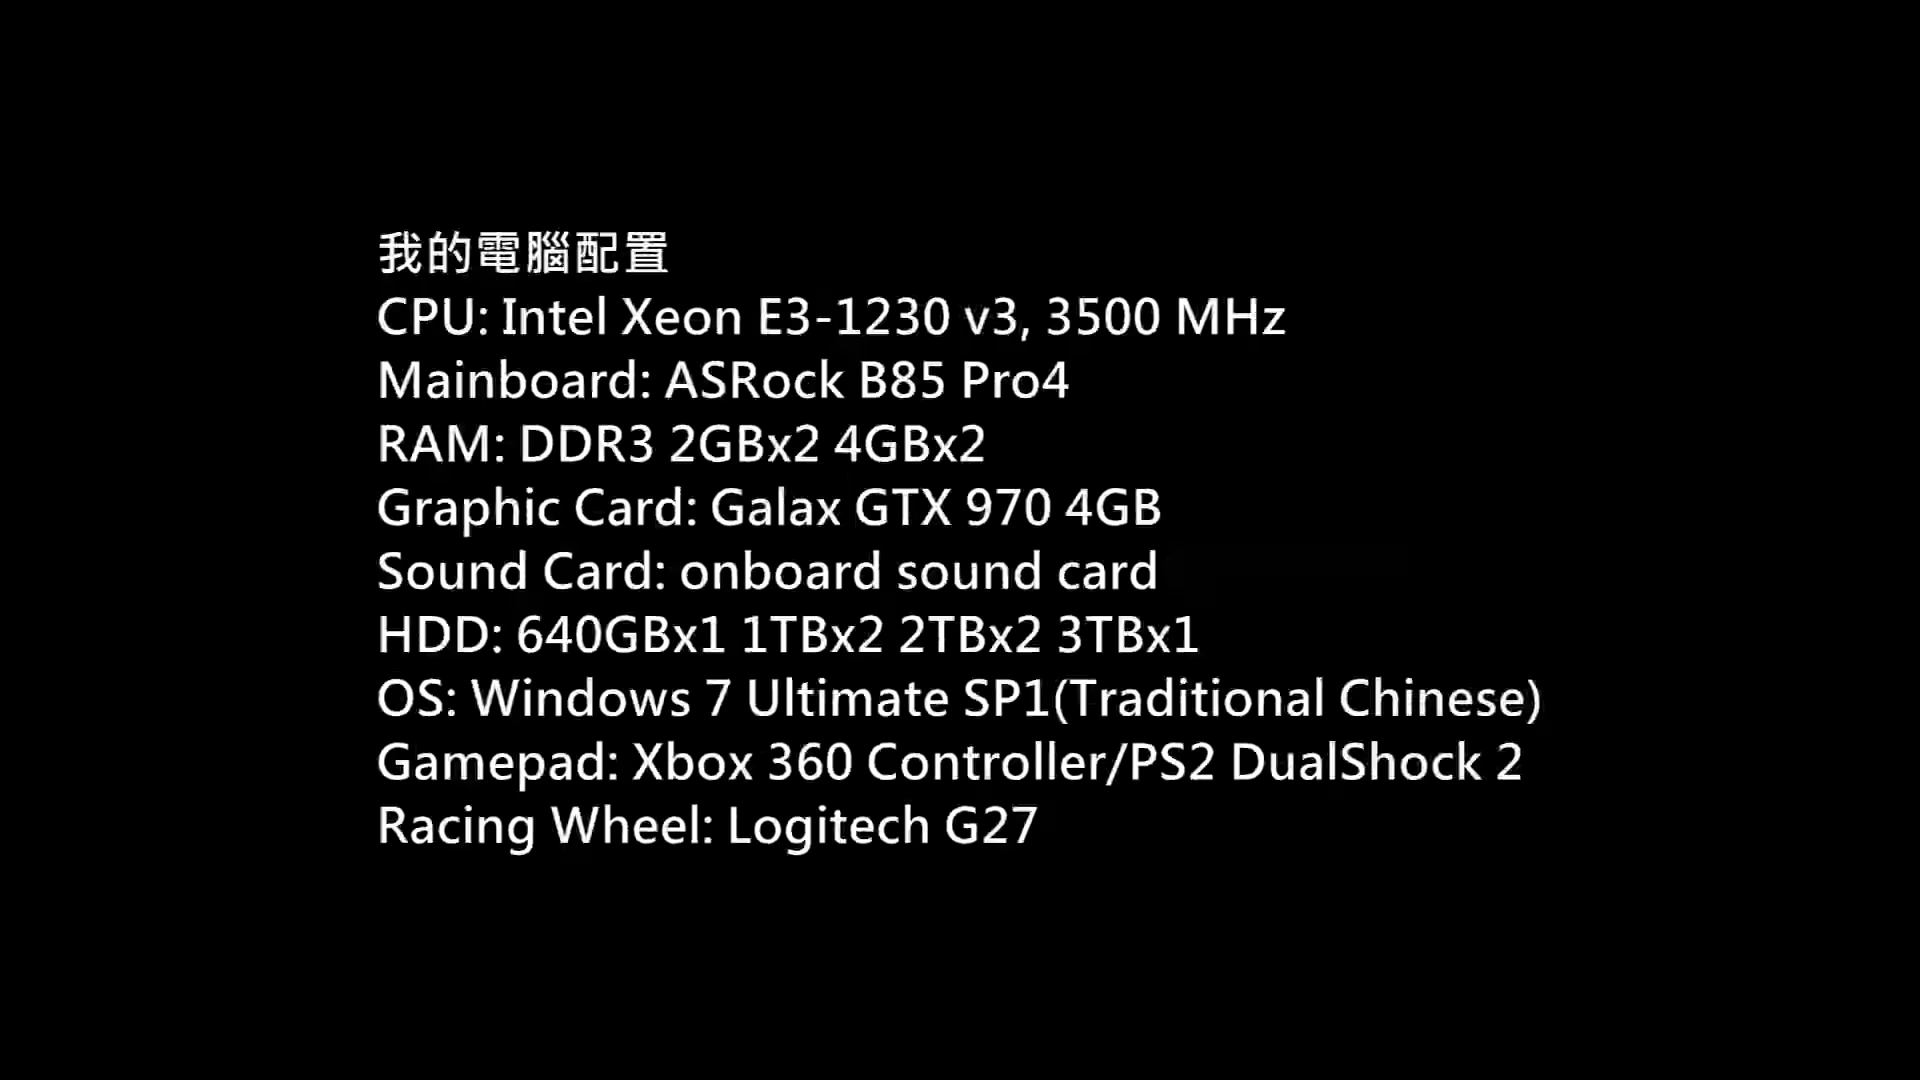 我的電腦配置
CPU: Intel Xeon E3-1230 v3, 3500 MHz
Mainboard: ASRock B85 Pro4
RAM: DDR3 2GBx2 4GBx2
Graphic Card: Galax GTX 970 4GB
Sound Card: onboard sound card
HDD: 640GBx1 1TBx2 2TBx2 3TBx1
OS: Windows 7 Ultimate SP1(Traditional Chinese)
Gamepad: Xbox 360 Controller/PS2 DualShock 2
Racing Wheel: Logitech G27